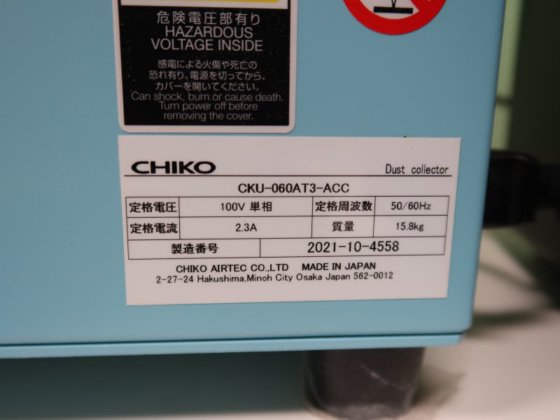 危険電圧部有り
HAZARDOUS
VOLTAGE INSIDE
感電による火傷や死亡の
恐れ有り。電源を切ってから、
カバーを開いてください。
Can shock, burn or cause death.
Turn power off before
removing the cover.
CHIKO Dust collector
CKU-060AT3-ACC
定格電圧 100V 単相 定格周波数 50/60Hz
定格電流 2.3A 質量 15.8kg
製造番号 2021-10-4558
CHIKO AIRTEC CO.,LTD MADE IN JAPAN
2-27-24 Hakushima,Minoh City Osaka Japan 562-0012